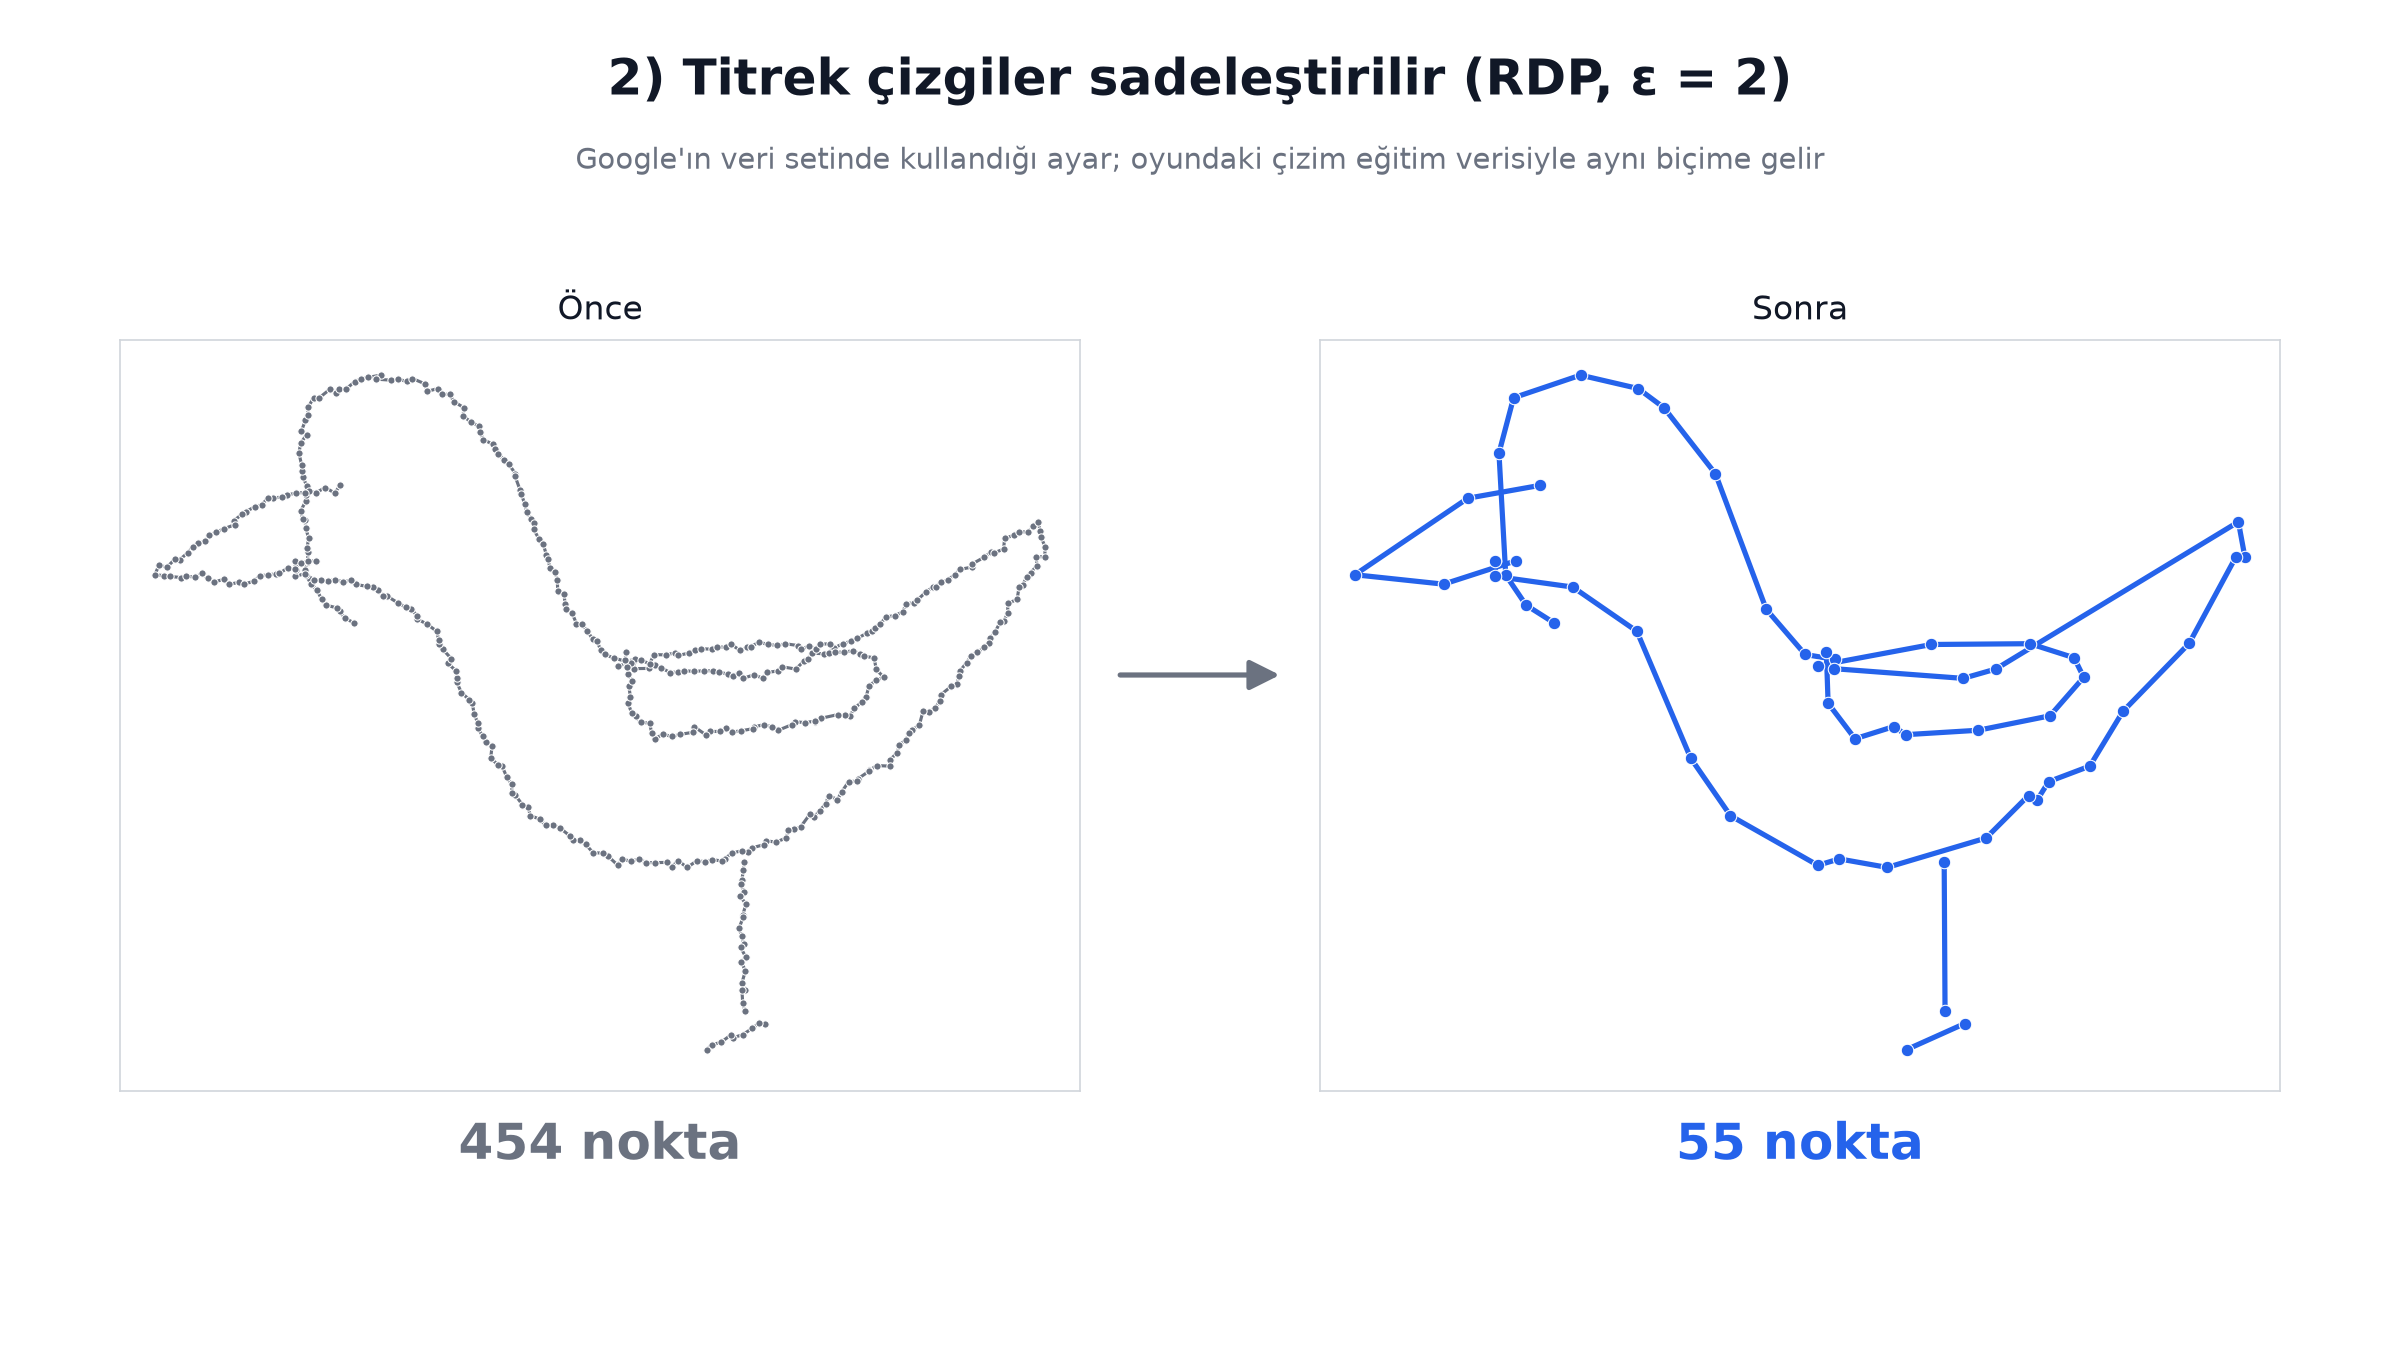 2) Titrek çizgiler sadeleştirilir (RDP, ε = 2)
Google'ın veri setinde kullandığı ayar; oyundaki çizim eğitim verisiyle aynı biçime gelir
Önce
Sonra
454 nokta
55 nokta